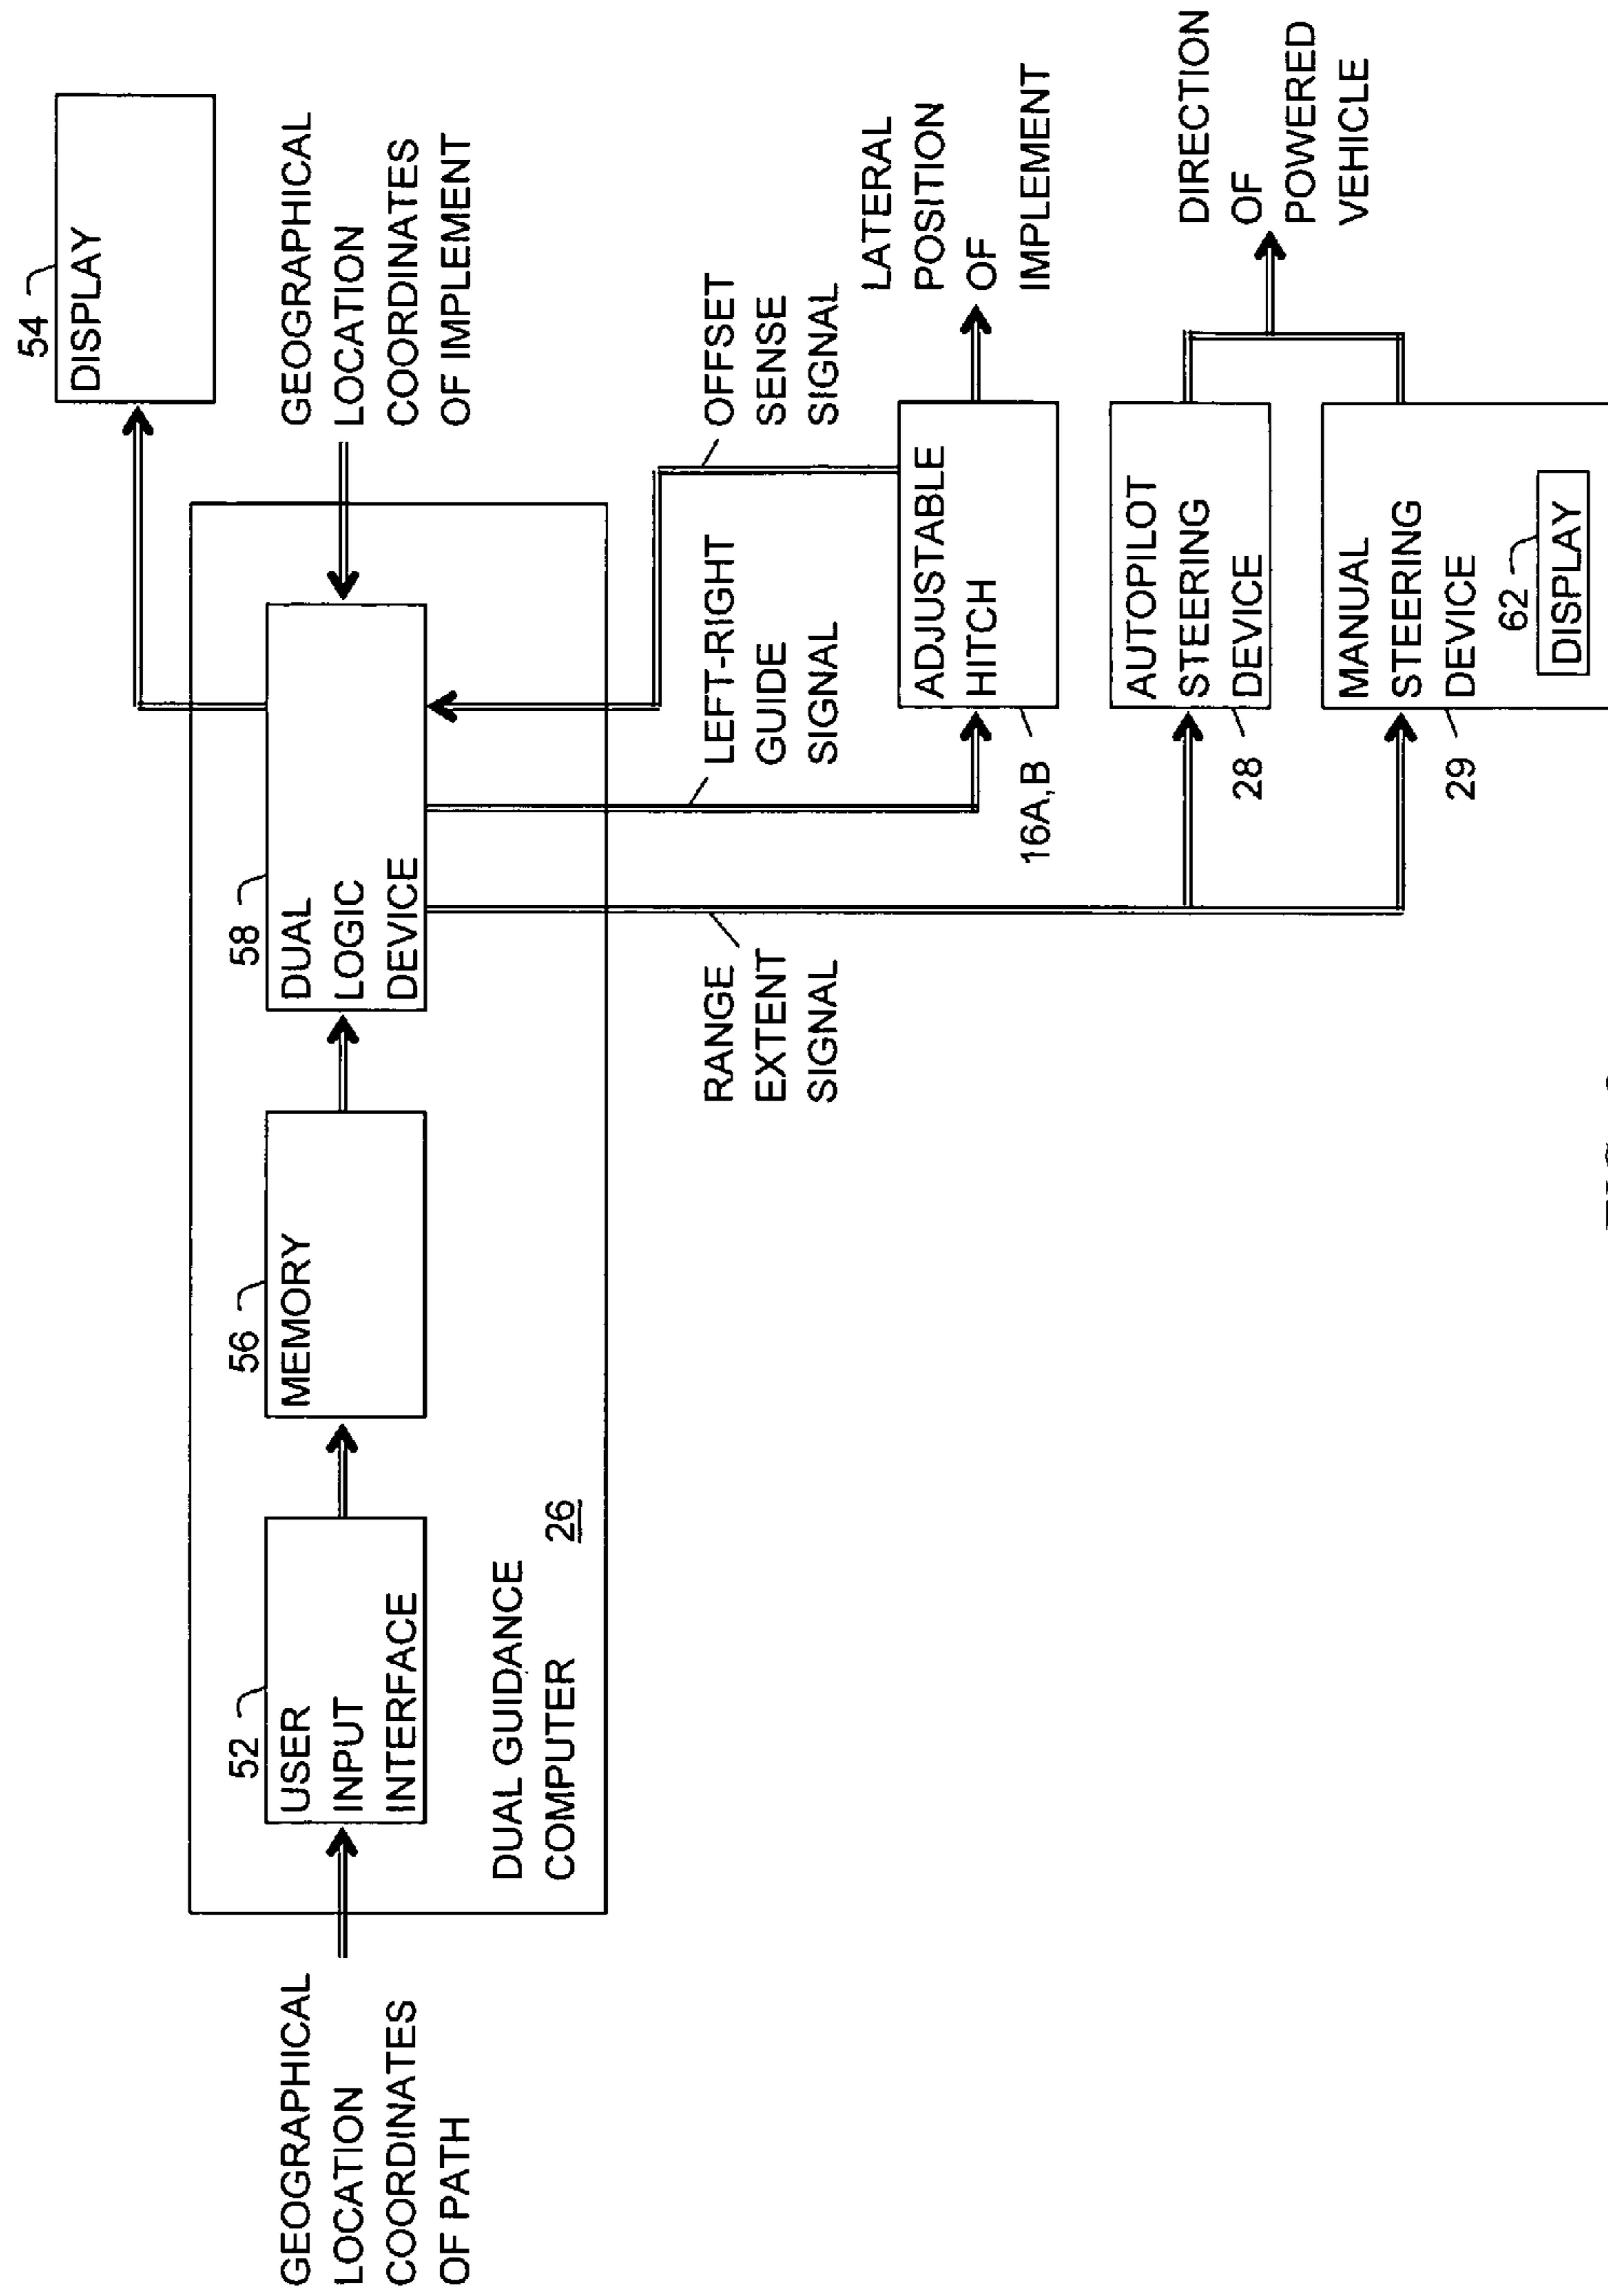 54
DISPLAY
GEOGRAPHICAL
LOCATION
COORDINATES
OF IMPLEMENT
58
DUAL
LOGIC
DEVICE
56
MEMORY
52
USER
INPUT
INTERFACE
DUAL GUIDANCE
COMPUTER
26
GEOGRAPHICAL
LOCATION
COORDINATES
OF PATH
RANGE
EXTENT
SIGNAL
LEFT-RIGHT
GUIDE
SIGNAL
OFFSET
SENSE
SIGNAL
ADJUSTABLE
HITCH
16A,B
LATERAL
POSITION
OF
IMPLEMENT
AUTOPILOT
STEERING
DEVICE
28
MANUAL
STEERING
DEVICE
29
62
DISPLAY
DIRECTION
OF
POWERED
VEHICLE